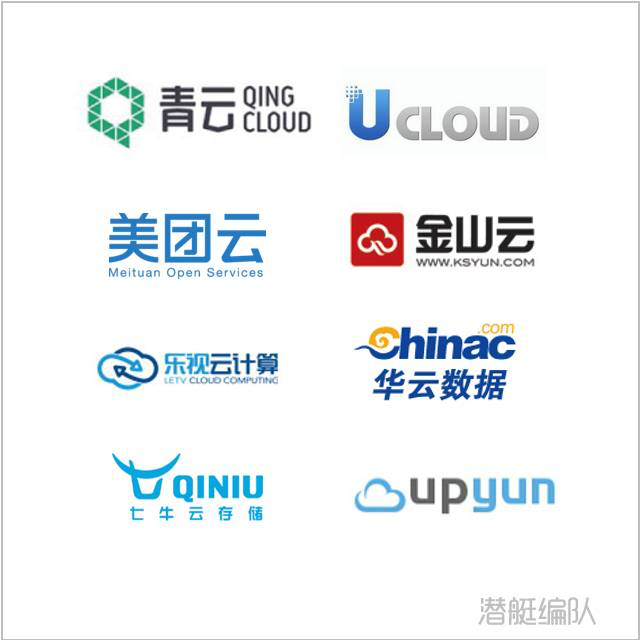 青云 QING
CLOUD
UCLOUD
美团云
Meituan Open Services
金山云
WWW.KSYUN.COM
乐视云计算
LETV CLOUD COMPUTING
Chinac.com
华云数据
QINIU
七牛云存储
upyun
潜艇编队